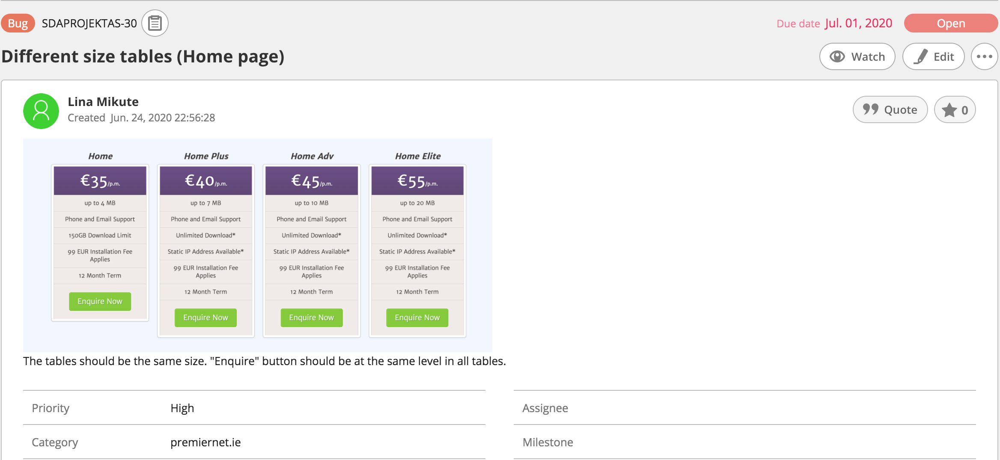 Bug SDAPROJEKTAS-30 Due date Jul. 01, 2020 Open
Different size tables (Home page) Watch Edit
Lina Mikute
Created Jun. 24, 2020 22:56:28
Quote 0
Home
€35/p.m.
up to 4 MB
Phone and Email Support
150GB Download Limit
99 EUR Installation Fee
Applies
12 Month Term
Enquire Now
Home Plus
€40/p.m.
up to 7 MB
Phone and Email Support
Unlimited Download*
Static IP Address Available*
99 EUR Installation Fee
Applies
12 Month Term
Enquire Now
Home Adv
€45/p.m.
up to 10 MB
Phone and Email Support
Unlimited Download*
Static IP Address Available*
99 EUR Installation Fee
Applies
12 Month Term
Enquire Now
Home Elite
€55/p.m.
up to 20 MB
Phone and Email Support
Unlimited Download*
Static IP Address Available*
99 EUR Installation Fee
Applies
12 Month Term
Enquire Now
The tables should be the same size. "Enquire" button should be at the same level in all tables.
Priority High
Assignee
Category premiernet.ie
Milestone